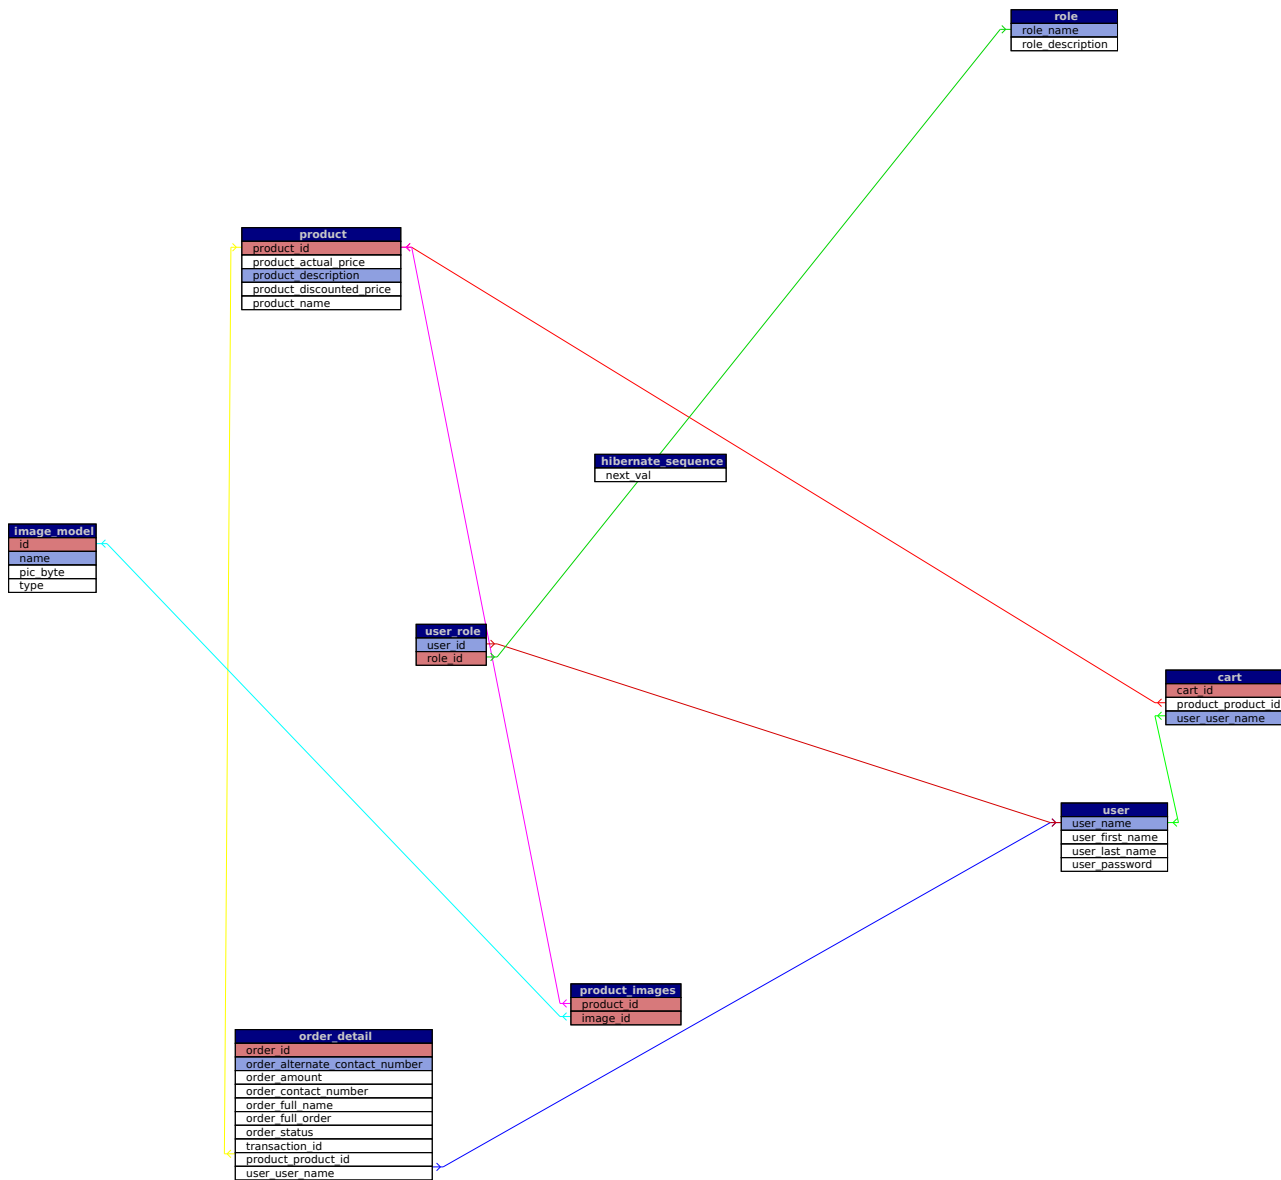 role
role_name
role_description
product
product_id
product_actual_price
product_description
product_discounted_price
product_name
hibernate_sequence
next_val
image_model
id
name
pic_byte
type
user_role
user_id
role_id
cart
cart_id
product_product_id
user_user_name
user
user_name
user_first_name
user_last_name
user_password
product_images
product_id
image_id
order_detail
order_id
order_alternate_contact_number
order_amount
order_contact_number
order_full_name
order_full_order
order_status
transaction_id
product_product_id
user_user_name